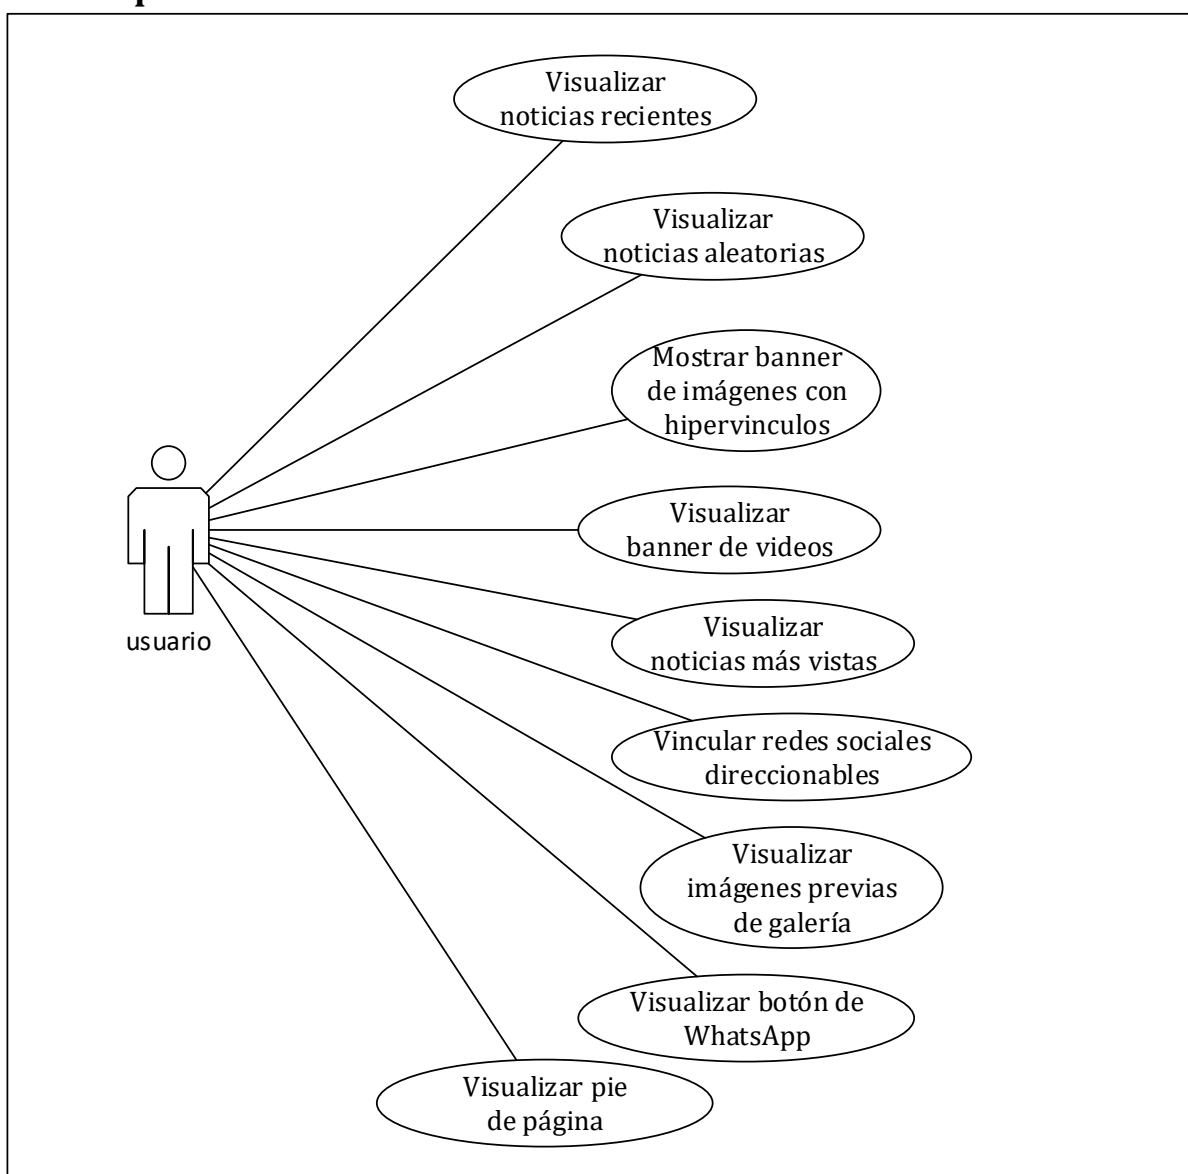 Visualizar
noticias recientes
Visualizar
noticias aleatorias
Mostrar banner
de imágenes con
hipervinculos
Visualizar
banner de videos
usuario
Visualizar
noticias más vistas
Vincular redes sociales
direccionables
Visualizar
imágenes previas
de galería
Visualizar botón de
WhatsApp
Visualizar pie
de página